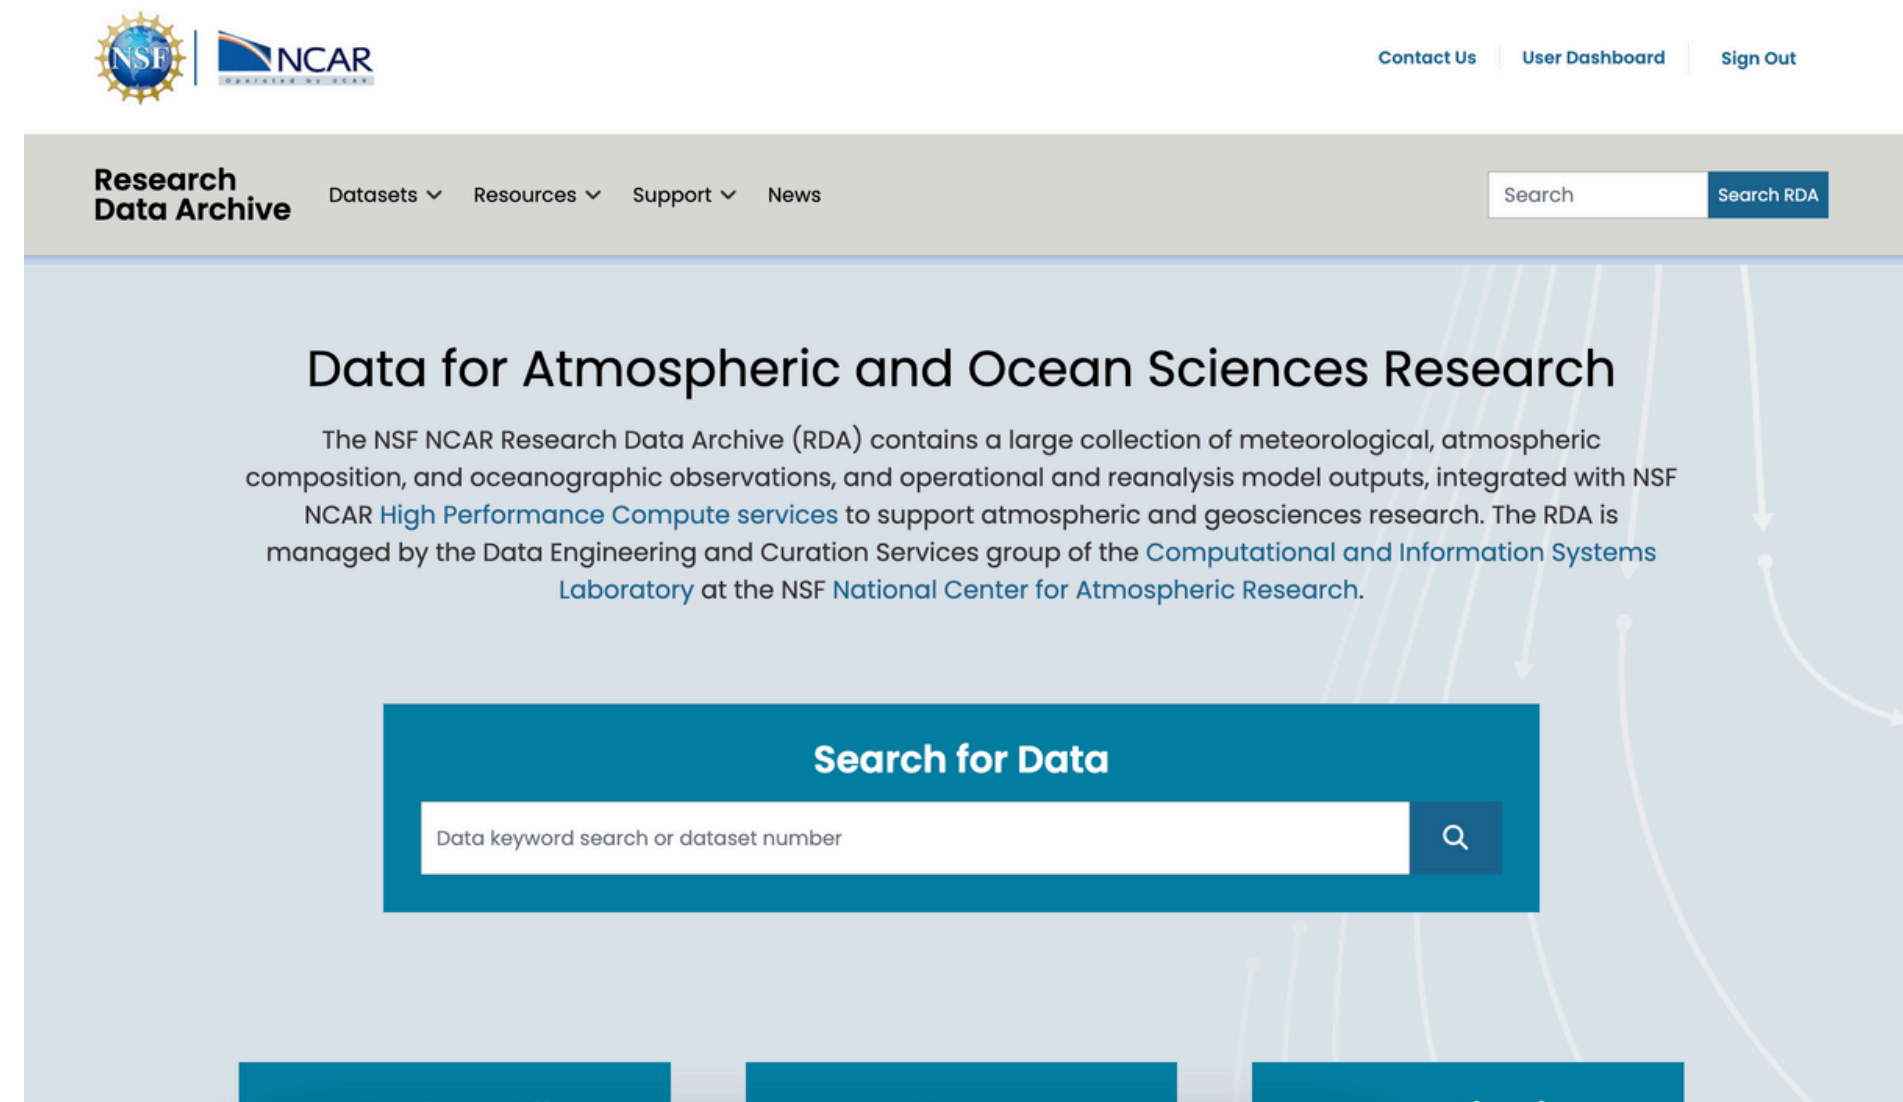 NSF
NCAR
Operated by UCAR
Contact Us
User Dashboard
Sign Out
Research
Data Archive
Datasets
Resources
Support
News
Search
Search RDA
Data for Atmospheric and Ocean Sciences Research
The NSF NCAR Research Data Archive (RDA) contains a large collection of meteorological, atmospheric
composition, and oceanographic observations, and operational and reanalysis model outputs, integrated with NSF
NCAR High Performance Compute services to support atmospheric and geosciences research. The RDA is
managed by the Data Engineering and Curation Services group of the Computational and Information Systems
Laboratory at the NSF National Center for Atmospheric Research.
Search for Data
Data keyword search or dataset number